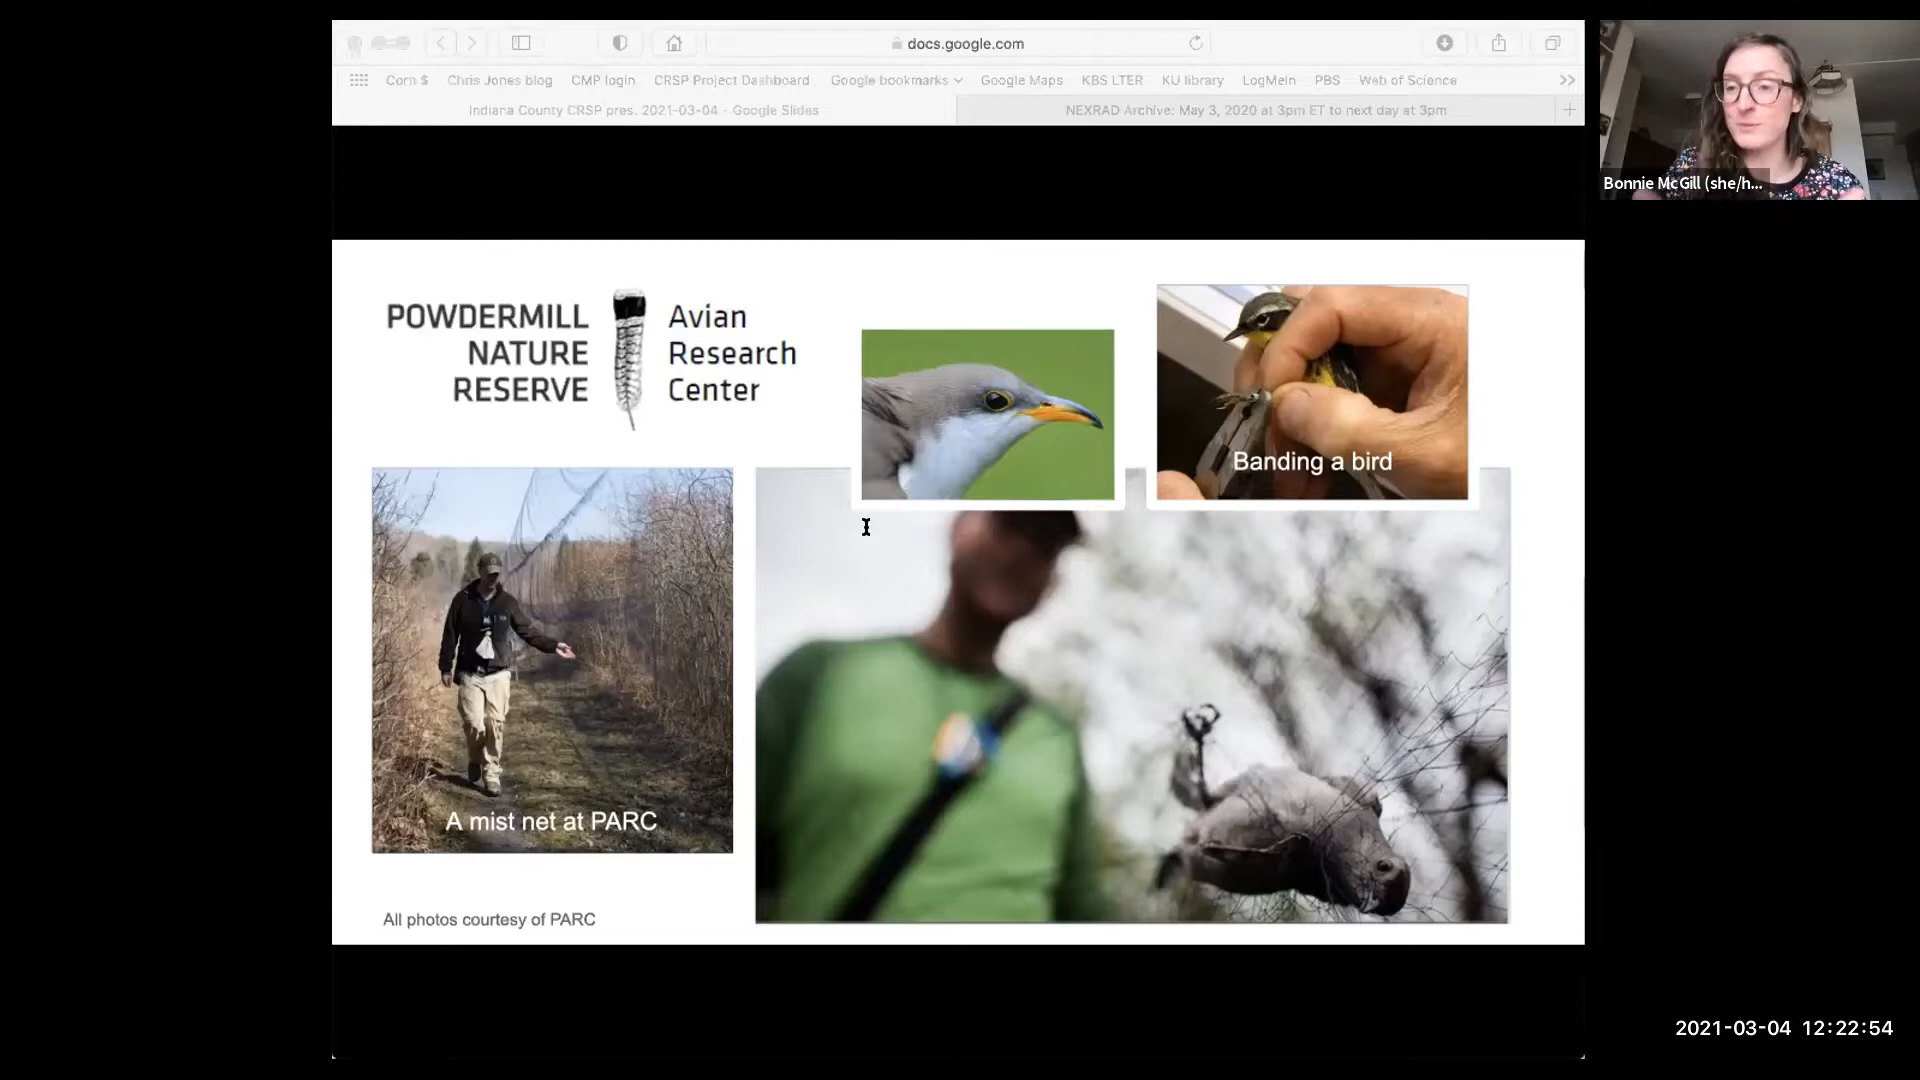 docs.google.com
Corn $ Chris Jones blog CMP login CRSP Project Dashboard Google bookmarks Google Maps KBS LTER KU library LogMeIn PBS Web of Science
Indiana County CRSP pres. 2021-03-04 - Google Slides NEXRAD Archive: May 3, 2020 at 3pm ET to next day at 3pm
Bonnie McGill (she/h...
POWDERMILL
NATURE
RESERVE
Avian
Research
Center
Banding a bird
A mist net at PARC
All photos courtesy of PARC
2021-03-04 12:22:54